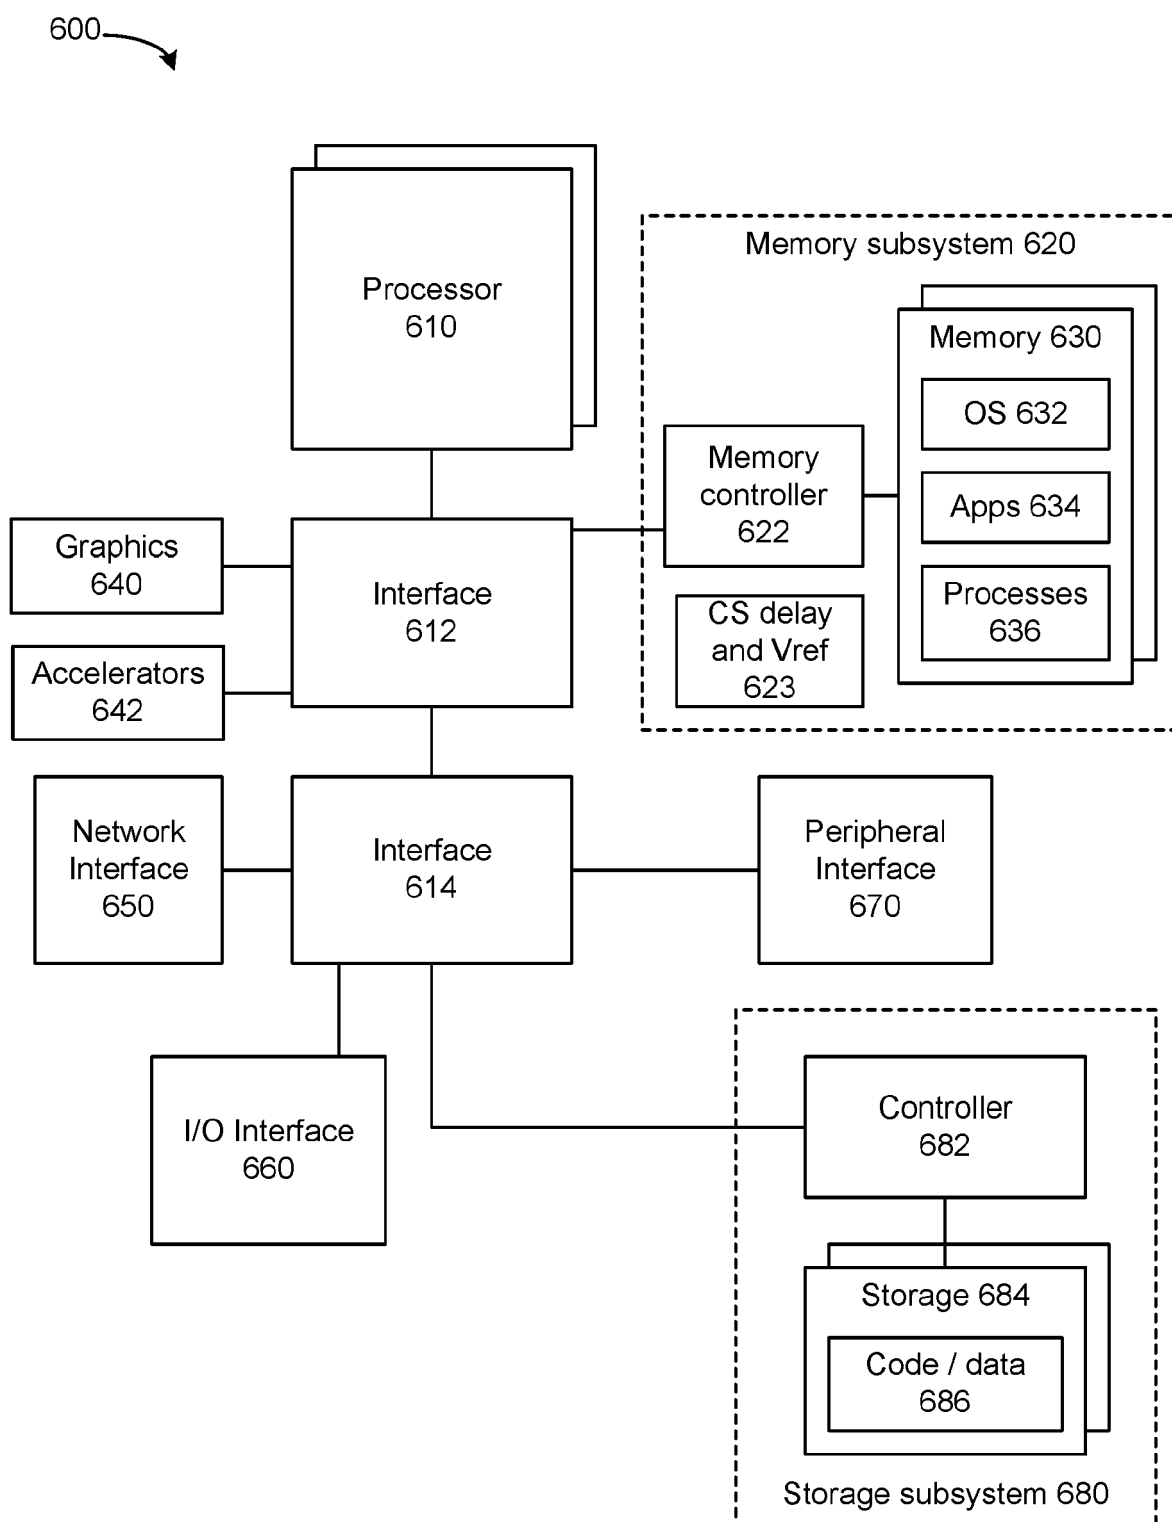 600
Processor
610
Memory subsystem 620
Memory 630
OS 632
Apps 634
Processes
636
Memory
controller
622
CS delay
and Vref
623
Graphics
640
Interface
612
Accelerators
642
Network
Interface
650
Interface
614
Peripheral
Interface
670
I/O Interface
660
Controller
682
Storage 684
Code / data
686
Storage subsystem 680